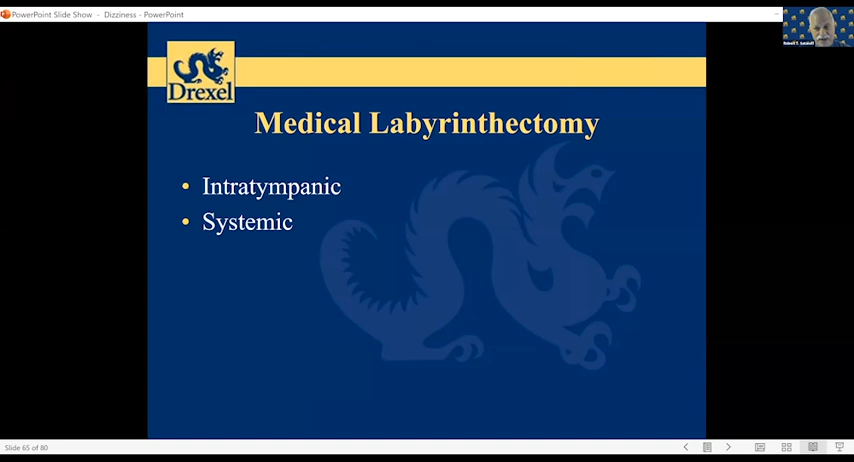 PowerPoint Slide Show - Dizziness - PowerPoint
Drexel
Medical Labyrinthectomy
• Intratympanic
• Systemic
Slide 65 of 80